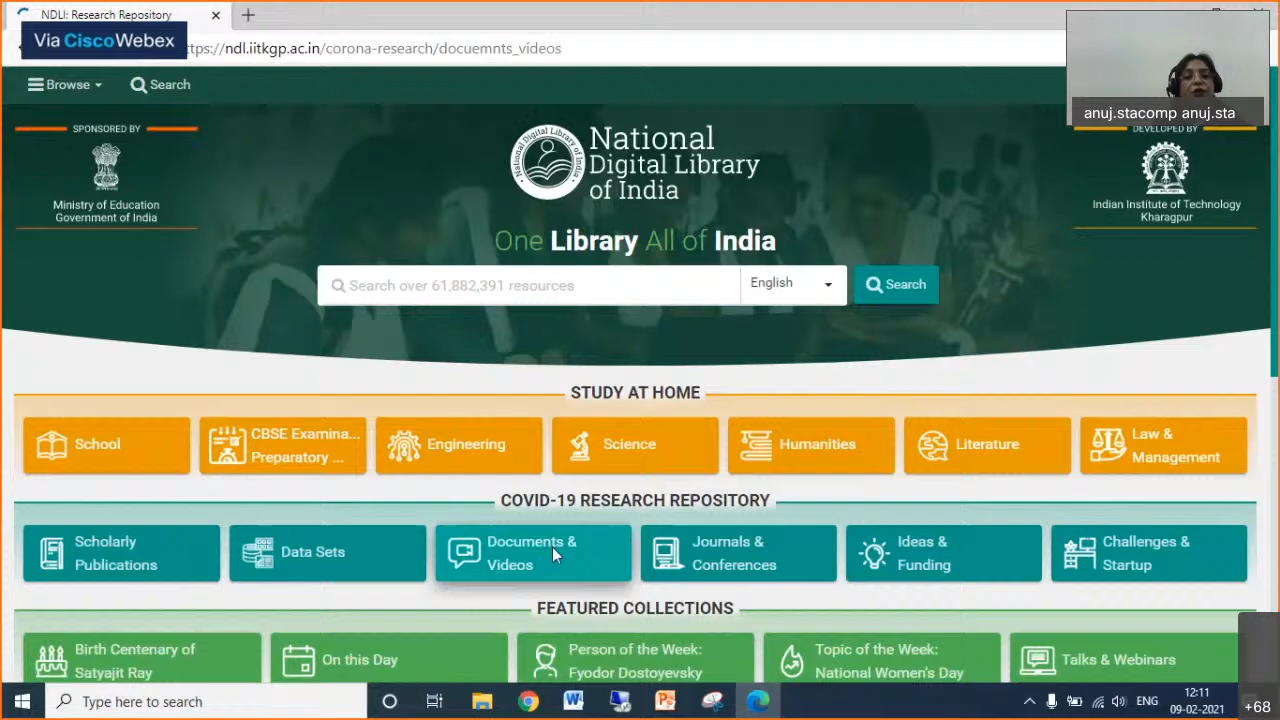 NDLI: Research Repository
Via CiscoWebex
ttps://ndl.iitkgp.ac.in/corona-research/docuemnts_videos
anuj.stacomp anuj.sta
Browse
Search
SPONSORED BY
Ministry of Education
Government of India
National Digital Library of India
National
Digital Library
of India
DEVELOPED BY
Indian Institute of Technology
Kharagpur
One Library All of India
Search over 61,882,391 resources
English
Search
STUDY AT HOME
School
CBSE Examina...
Preparatory ...
Engineering
Science
Humanities
Literature
Law &
Management
COVID-19 RESEARCH REPOSITORY
Scholarly
Publications
Data Sets
Documents &
Videos
Journals &
Conferences
Ideas &
Funding
Challenges &
Startup
FEATURED COLLECTIONS
Birth Centenary of
Satyajit Ray
On this Day
Person of the Week:
Fyodor Dostoyevsky
Topic of the Week:
National Women's Day
Talks & Webinars
Type here to search
ENG
12:11
09-02-2021
+68